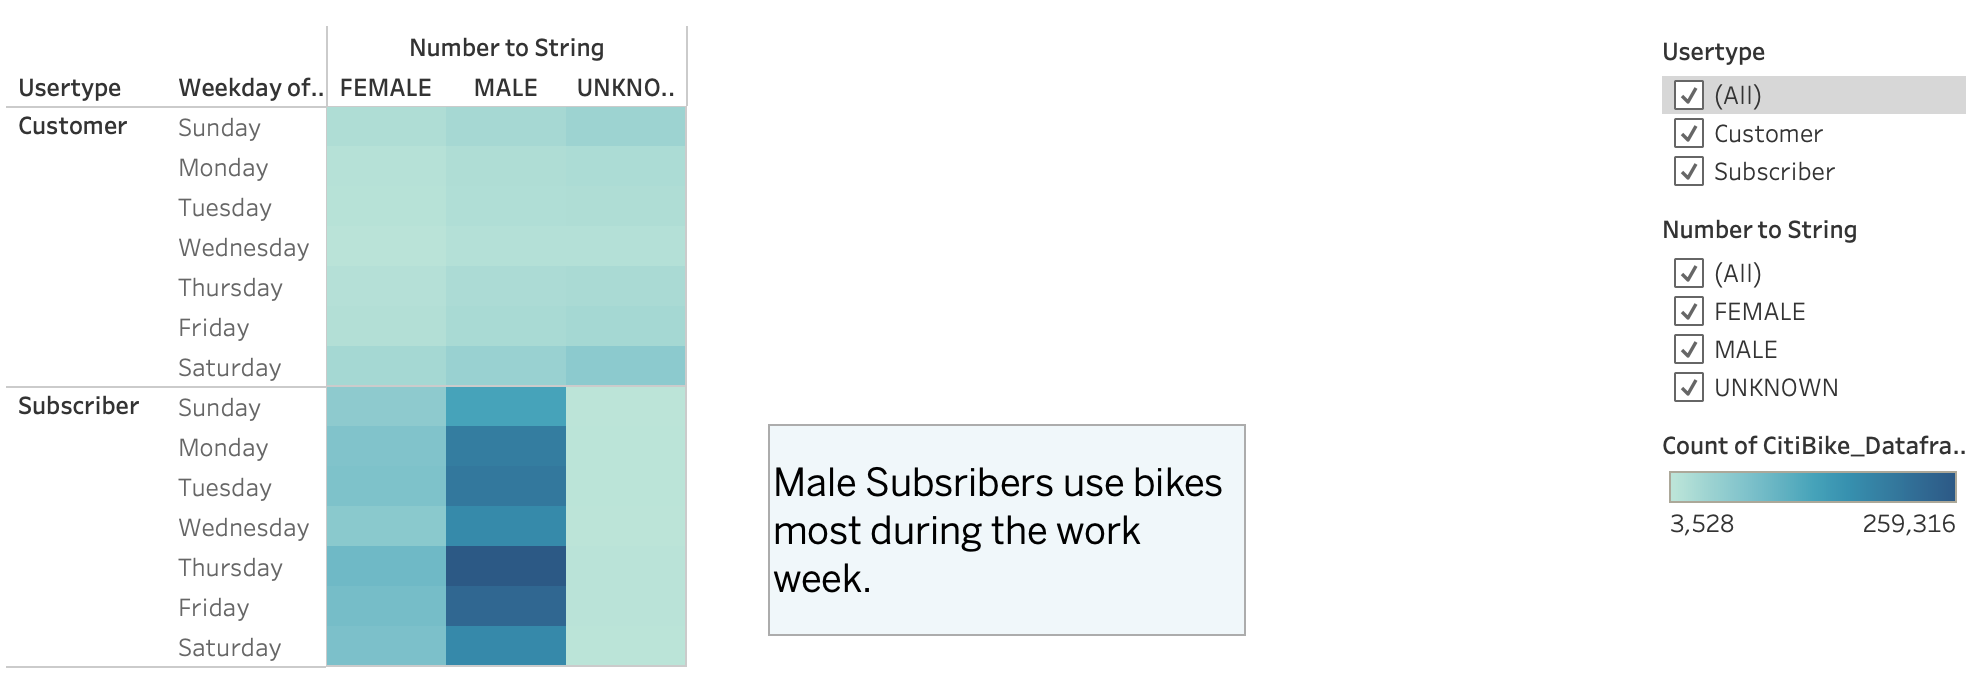 Number to String
Usertype Weekday of.. FEMALE MALE UNKNO..
Customer Sunday
Monday
Tuesday
Wednesday
Thursday
Friday
Saturday
Subscriber Sunday
Monday
Tuesday
Wednesday
Thursday
Friday
Saturday
Male Subsribers use bikes
most during the work
week.
Usertype
(All)
Customer
Subscriber
Number to String
(All)
FEMALE
MALE
UNKNOWN
Count of CitiBike_Datafra..
3,528 259,316